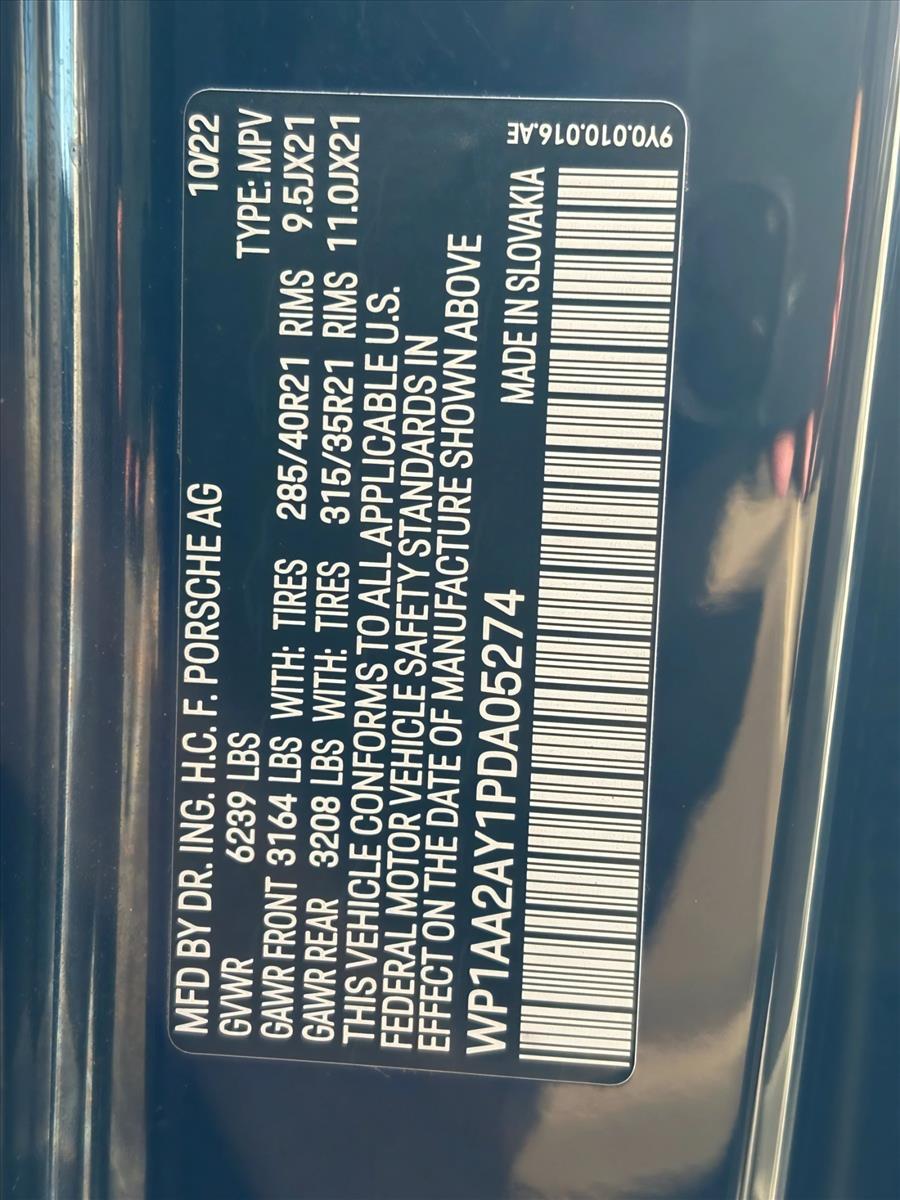 MFD BY DR. ING. H.C. F. PORSCHE AG 10/22
GVWR 6239 LBS TYPE: MPV
GAWR FRONT 3164 LBS WITH: TIRES 285/40R21 RIMS 9.5JX21
GAWR REAR 3208 LBS WITH: TIRES 315/35R21 RIMS 11.0JX21
THIS VEHICLE CONFORMS TO ALL APPLICABLE U.S.
FEDERAL MOTOR VEHICLE SAFETY STANDARDS IN
EFFECT ON THE DATE OF MANUFACTURE SHOWN ABOVE
WP1AA2AY1PDA05274 MADE IN SLOVAKIA
9Y0.010.016.AE